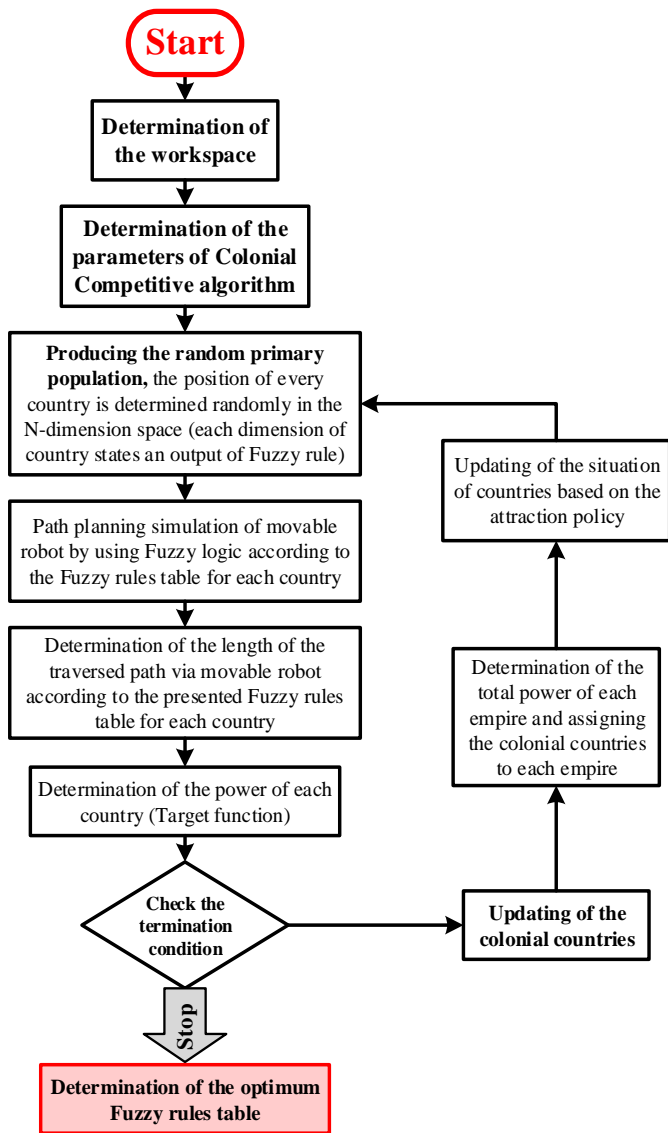 Start
Determination of
the workspace
Determination of the
parameters of Colonial
Competitive algorithm
Producing the random primary
population, the position of every
country is determined randomly in the
N-dimension space (each dimension of
country states an output of Fuzzy rule)
Path planning simulation of movable
robot by using Fuzzy logic according to
the Fuzzy rules table for each country
Determination of the length of the
traversed path via movable robot
according to the presented Fuzzy rules
table for each country
Determination of the power of each
country (Target function)
Check the
termination
condition
Updating of the
colonial countries
Determination of the
total power of each
empire and assigning
the colonial countries
to each empire
Updating of the situation
of countries based on the
attraction policy
Stop
Determination of the optimum
Fuzzy rules table